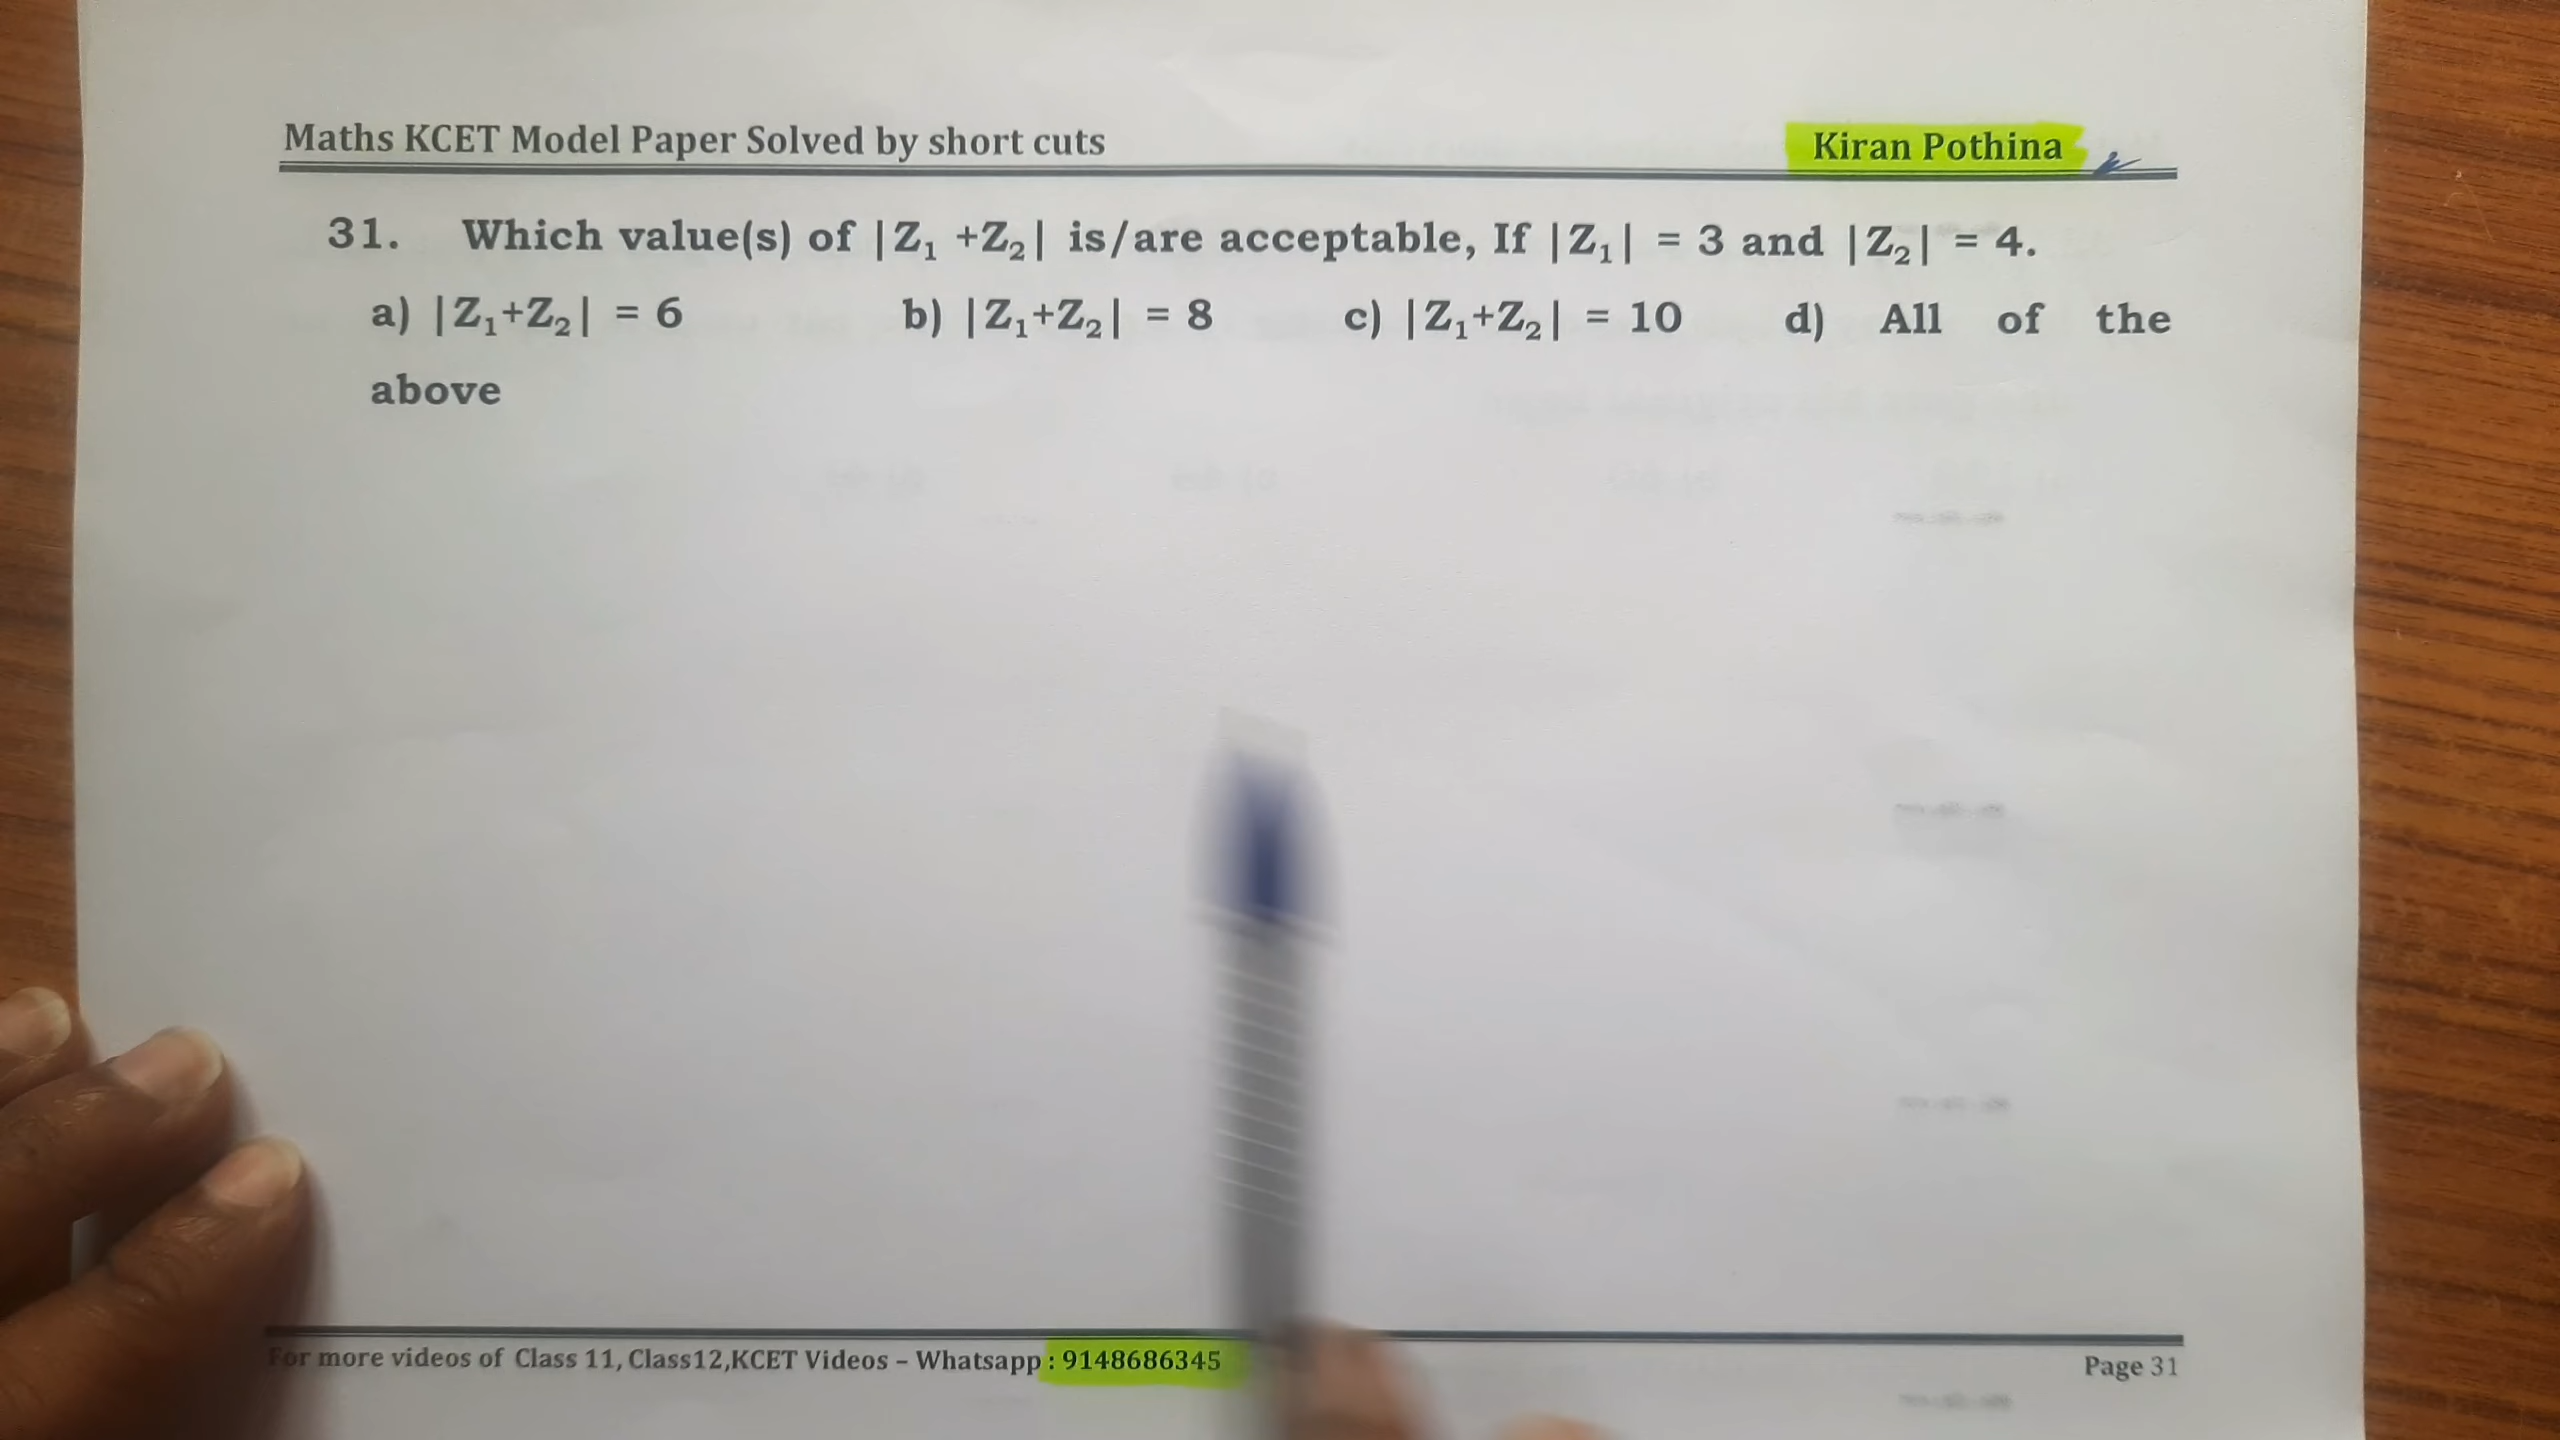 Maths KCET Model Paper Solved by short cuts Kiran Pothina
31. Which value(s) of |Z₁ +Z₂| is/are acceptable, If |Z₁| = 3 and |Z₂| = 4.
a) |Z₁+Z₂| = 6 b) |Z₁+Z₂| = 8 c) |Z₁+Z₂| = 10 d) All of the
above
For more videos of Class 11, Class12,KCET Videos – Whatsapp : 9148686345 Page 31